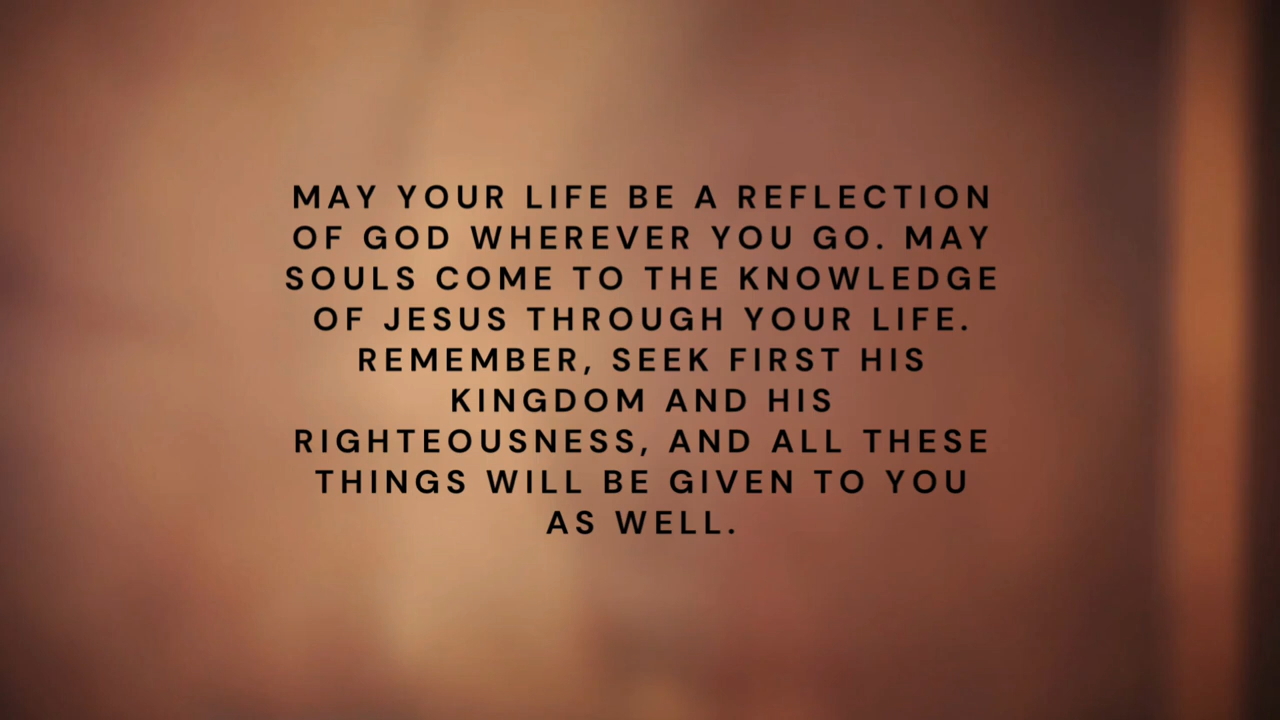 MAY YOUR LIFE BE A REFLECTION
OF GOD WHEREVER YOU GO. MAY
SOULS COME TO THE KNOWLEDGE
OF JESUS THROUGH YOUR LIFE.
REMEMBER, SEEK FIRST HIS
KINGDOM AND HIS
RIGHTEOUSNESS, AND ALL THESE
THINGS WILL BE GIVEN TO YOU
AS WELL.